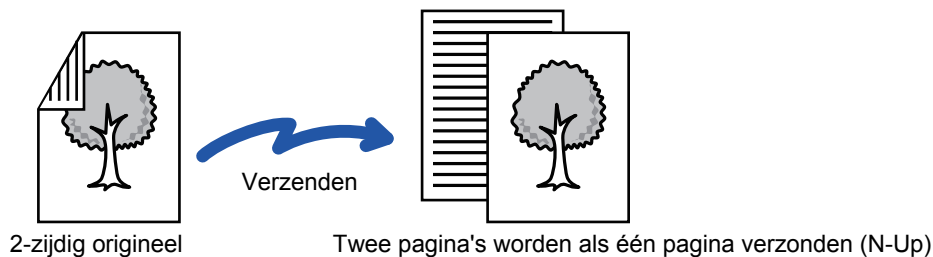 Verzenden
2-zijdig origineel
Twee pagina's worden als één pagina verzonden (N-Up)